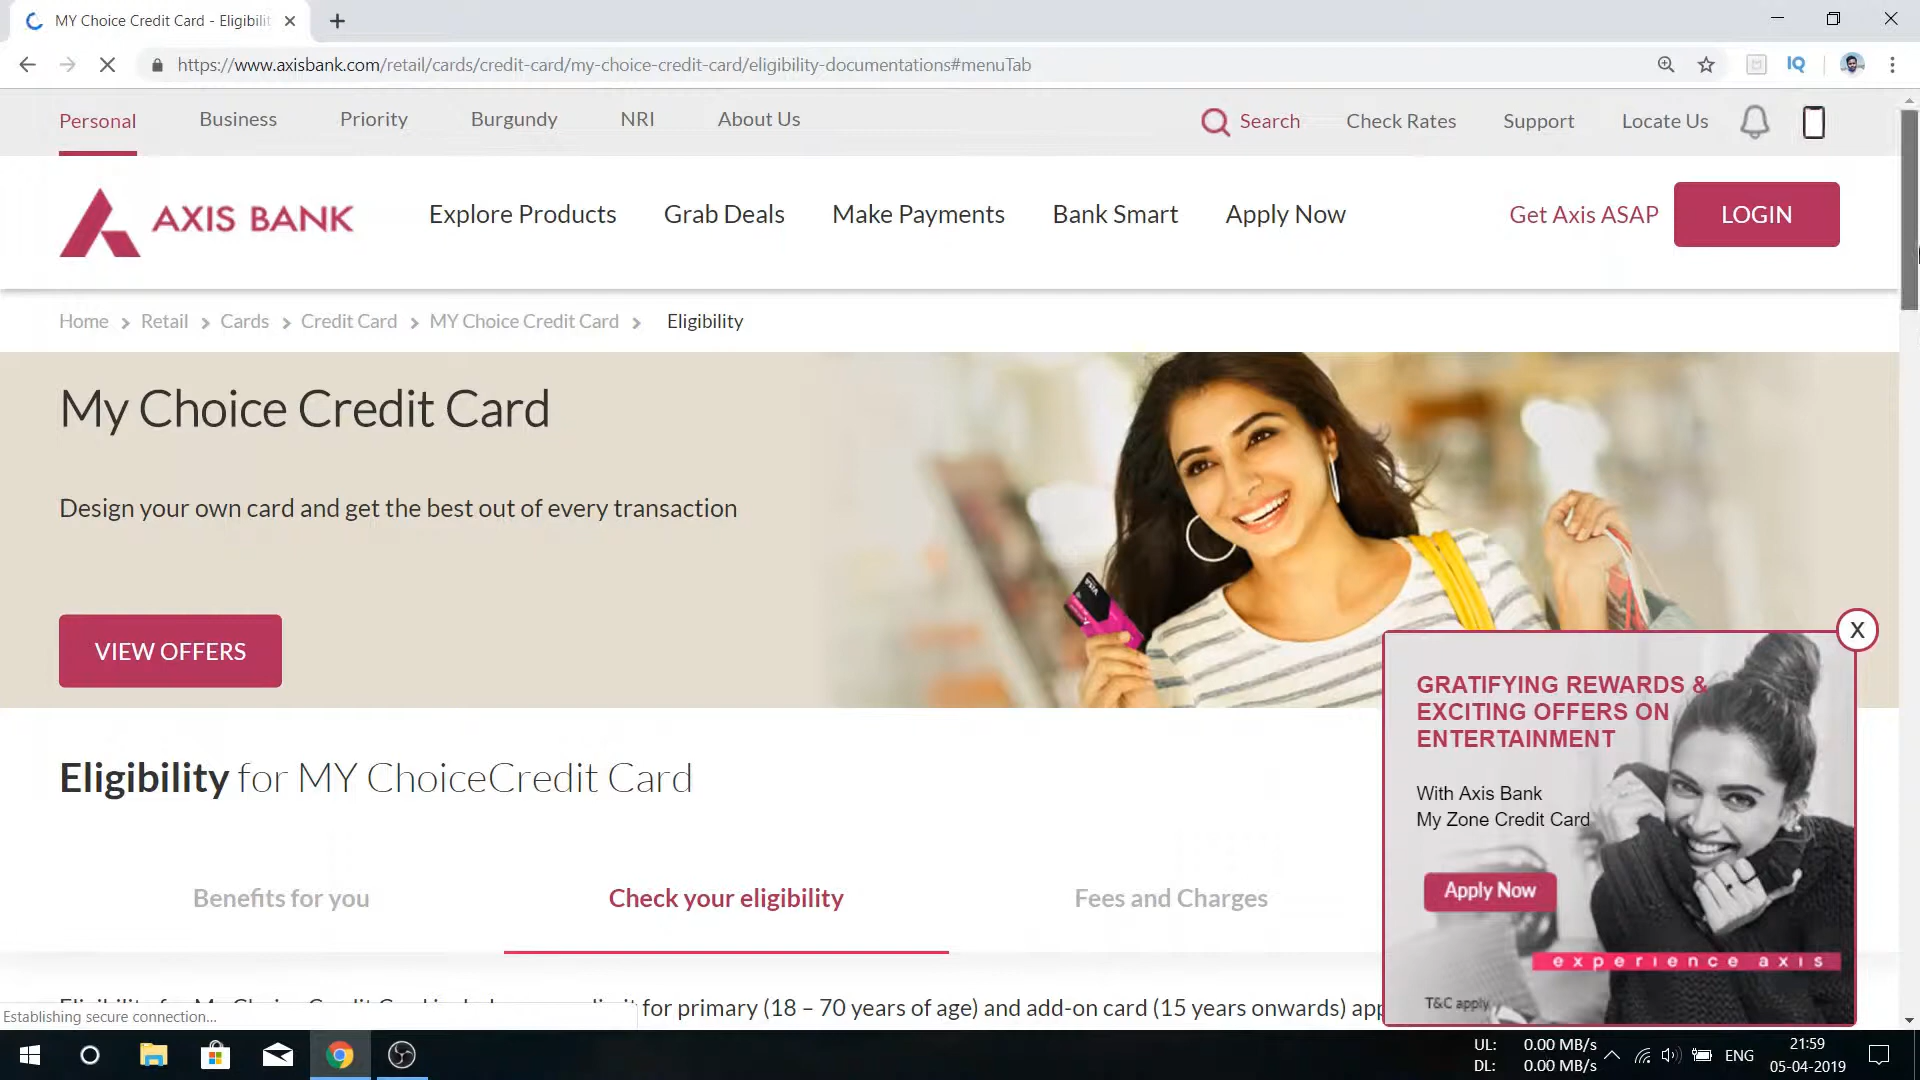 MY Choice Credit Card - Eligibilit
https://www.axisbank.com/retail/cards/credit-card/my-choice-credit-card/eligibility-documentations#menuTab
IQ
Personal Business Priority Burgundy NRI About Us Search Check Rates Support Locate Us
AXIS BANK Explore Products Grab Deals Make Payments Bank Smart Apply Now Get Axis ASAP LOGIN
Home > Retail > Cards > Credit Card > MY Choice Credit Card > Eligibility
My Choice Credit Card
Design your own card and get the best out of every transaction
VIEW OFFERS
X
GRATIFYING REWARDS &
EXCITING OFFERS ON
ENTERTAINMENT
With Axis Bank
My Zone Credit Card
Apply Now
experience axis
T&C apply
Eligibility for MY ChoiceCredit Card
Benefits for you Check your eligibility Fees and Charges
for primary (18 – 70 years of age) and add-on card (15 years onwards) app
Establishing secure connection...
UL: 0.00 MB/s
DL: 0.00 MB/s
ENG
21:59
05-04-2019